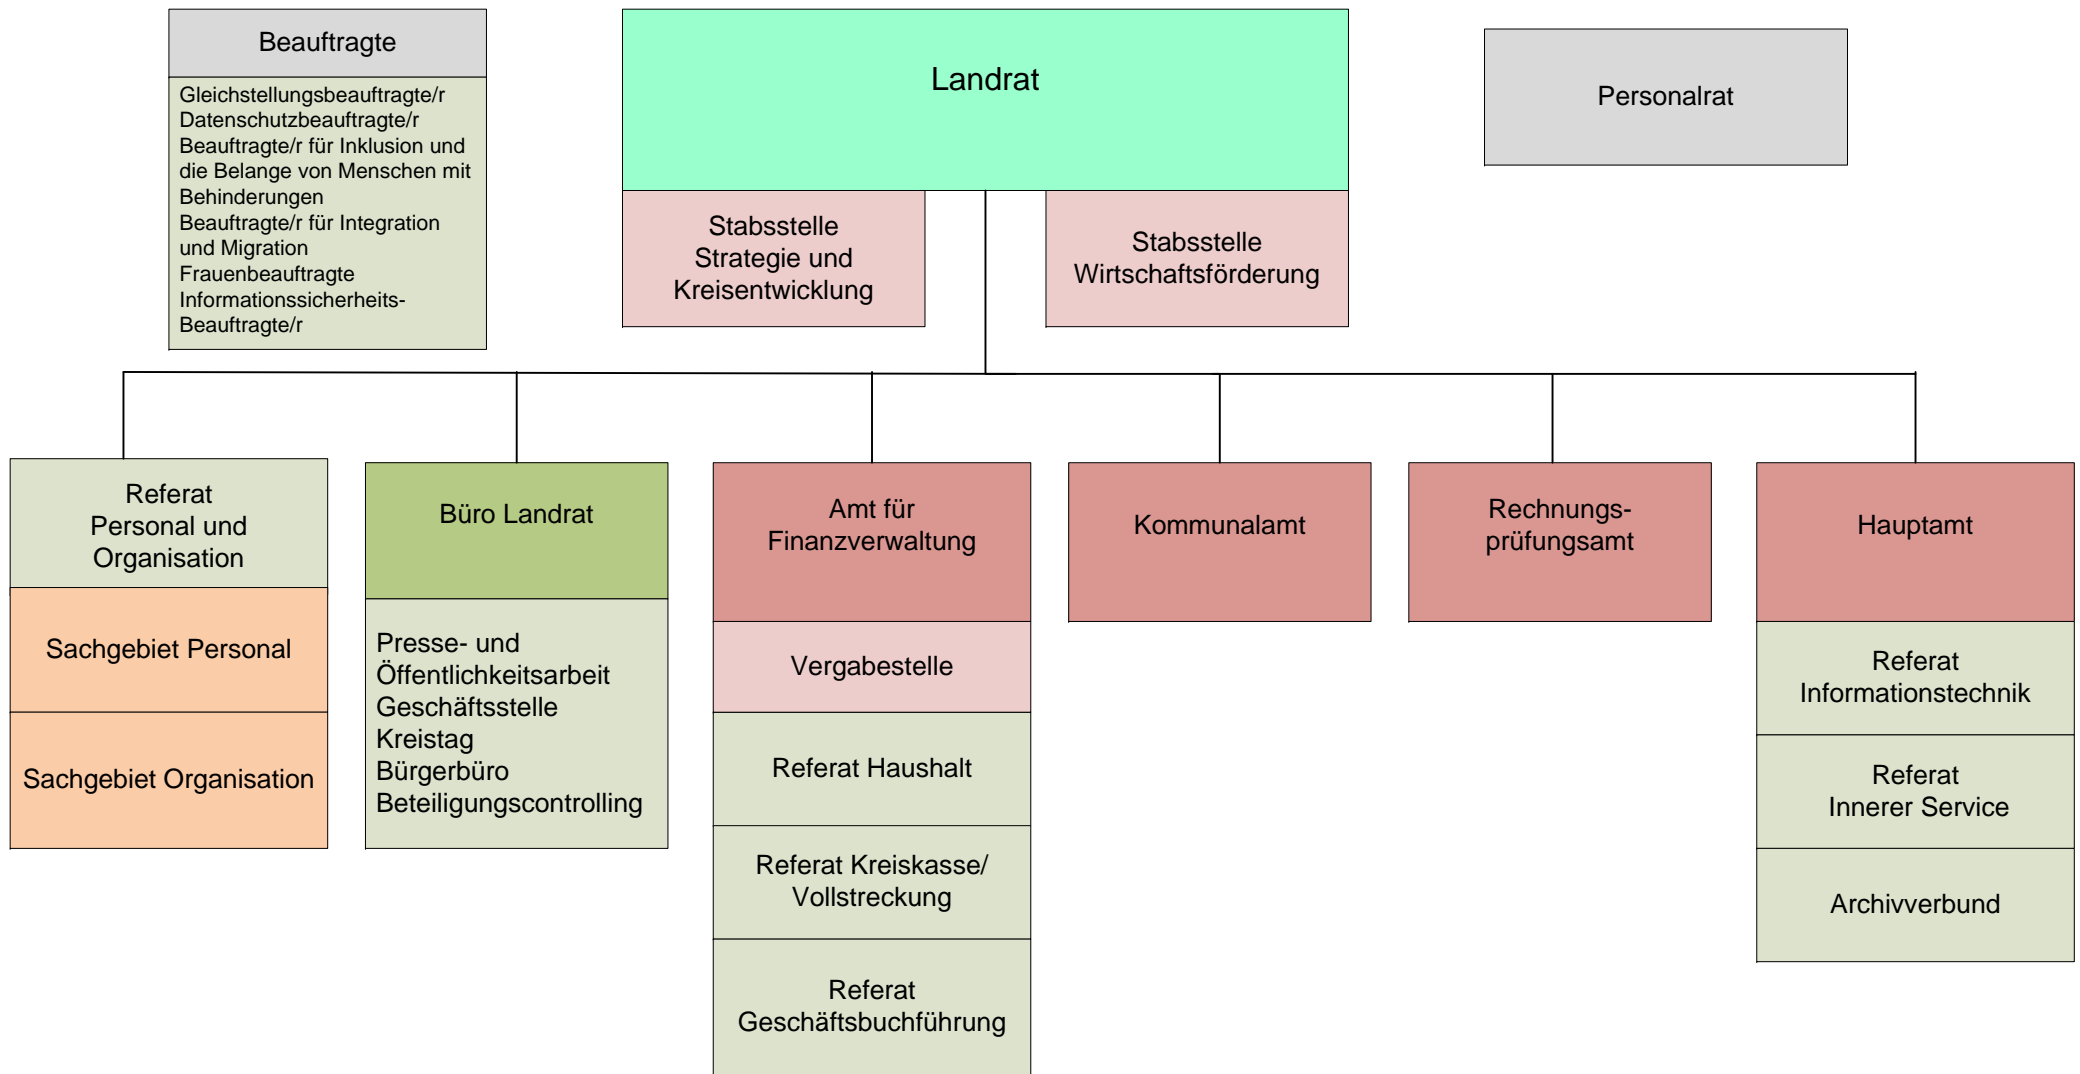 Beauftragte
Gleichstellungsbeauftragte/r
Datenschutzbeauftragte/r
Beauftragte/r für Inklusion und
die Belange von Menschen mit
Behinderungen
Beauftragte/r für Integration
und Migration
Frauenbeauftragte
Informationssicherheits-
Beauftragte/r
Landrat
Stabsstelle
Strategie und
Kreisentwicklung
Stabsstelle
Wirtschaftsförderung
Personalrat
Referat
Personal und
Organisation
Sachgebiet Personal
Sachgebiet Organisation
Büro Landrat
Presse- und
Öffentlichkeitsarbeit
Geschäftsstelle
Kreistag
Bürgerbüro
Beteiligungscontrolling
Amt für
Finanzverwaltung
Vergabestelle
Referat Haushalt
Referat Kreiskasse/
Vollstreckung
Referat
Geschäftsbuchführung
Kommunalamt
Rechnungs-
prüfungsamt
Hauptamt
Referat
Informationstechnik
Referat
Innerer Service
Archivverbund